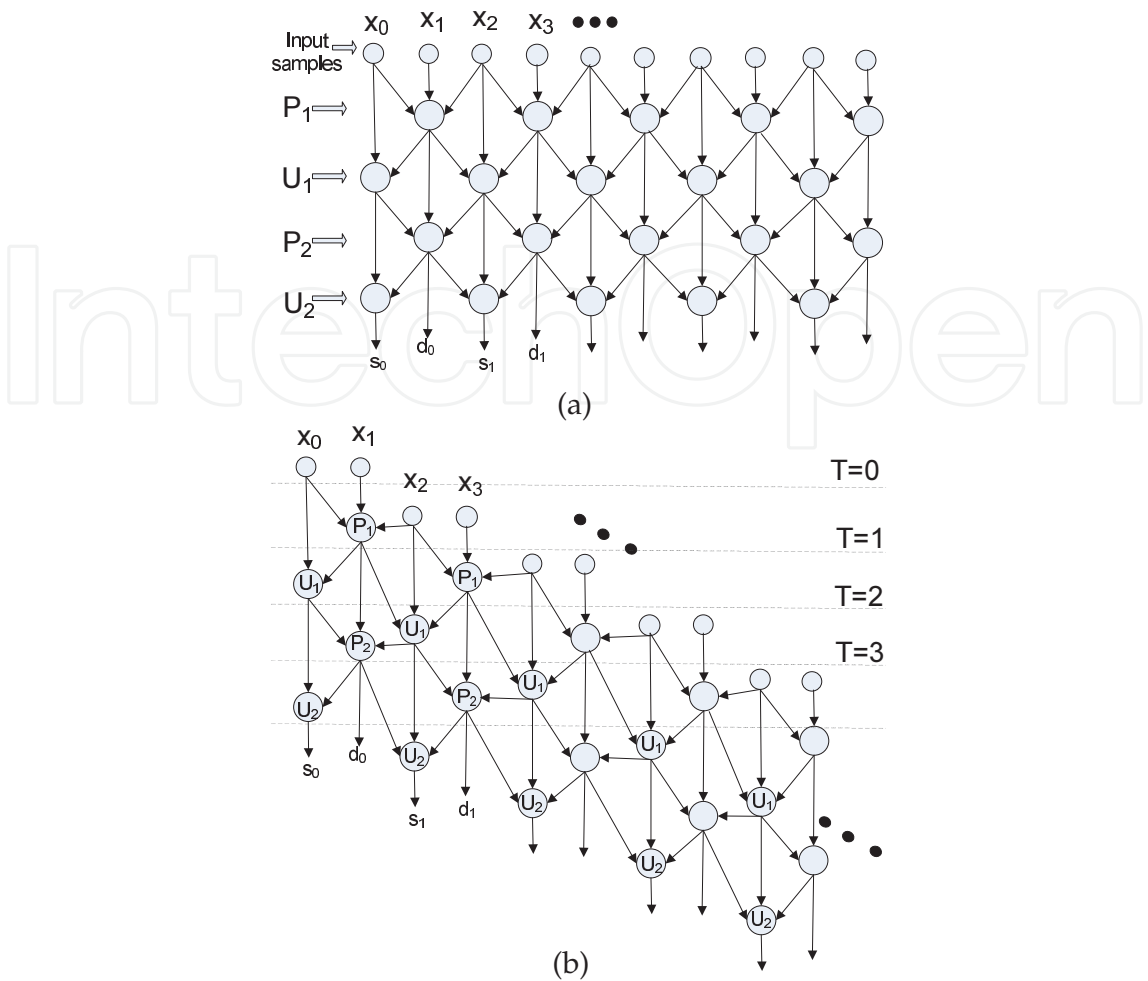 x0 x1 x2 x3 •••
Input samples
P1
U1
P2
U2
s0 d0 s1 d1
IntechOpen
(a)
x0 x1
T=0
x2 x3
T=1
P1
P1
U1
T=2
U1
P2
T=3
U1
P2
U2
U1
U2
s0 d0
U2
U1
s1 d1
U2
U2
(b)